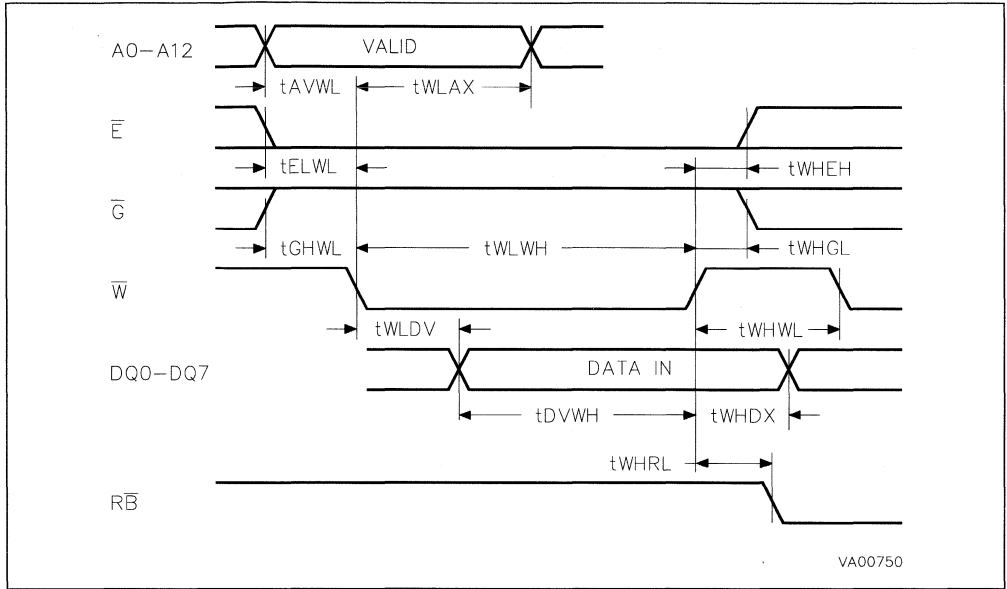 A0–A12 VALID
tAVWL tWLAX
E̅
tELWL tWHEH
G̅
tGHWL tWLWH tWHGL
W̅
tWLDV tWHWL
DQ0–DQ7 DATA IN
tDVWH tWHDX
tWHRL
RB̅
VA00750